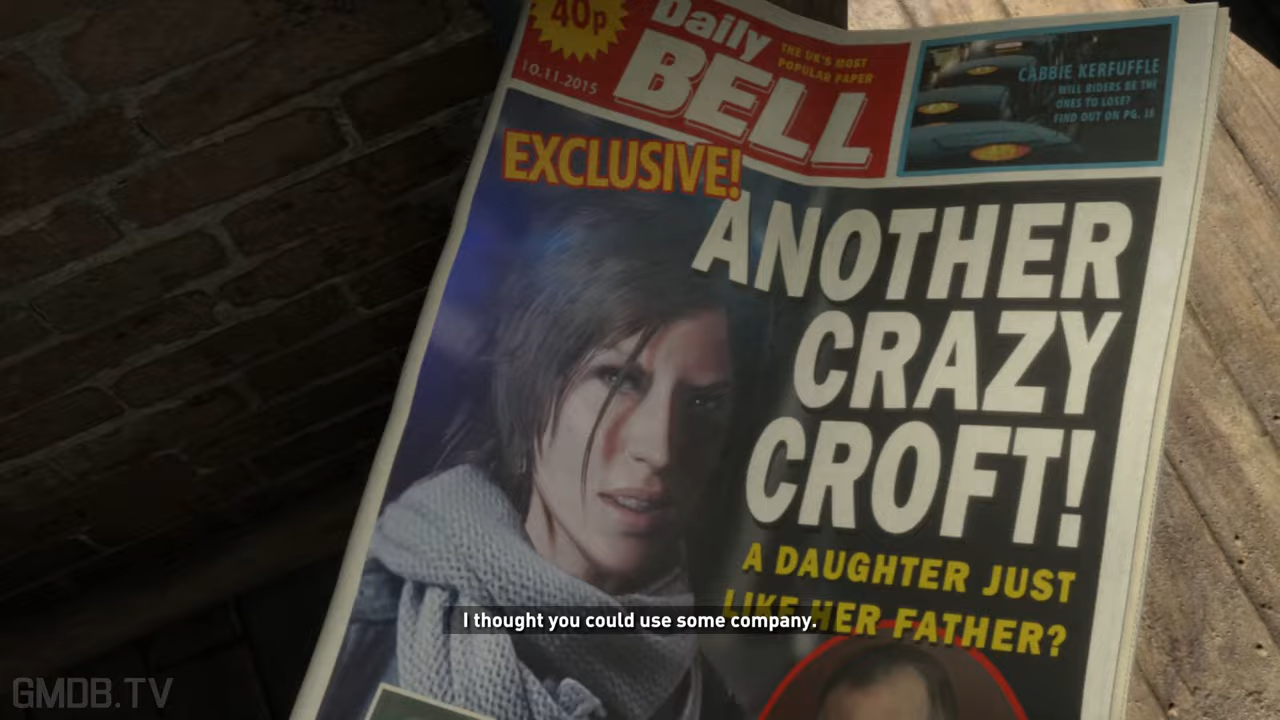 40p
Daily
BELL
THE UK'S MOST
POPULAR PAPER
10.11.2015
CABBIE KERFUFFLE
WILL RIDERS BE THE
ONES TO LOSE?
FIND OUT ON PG. 15
EXCLUSIVE!
ANOTHER
CRAZY
CROFT!
A DAUGHTER JUST
LIKE HER FATHER?
I thought you could use some company.
GMDB.TV